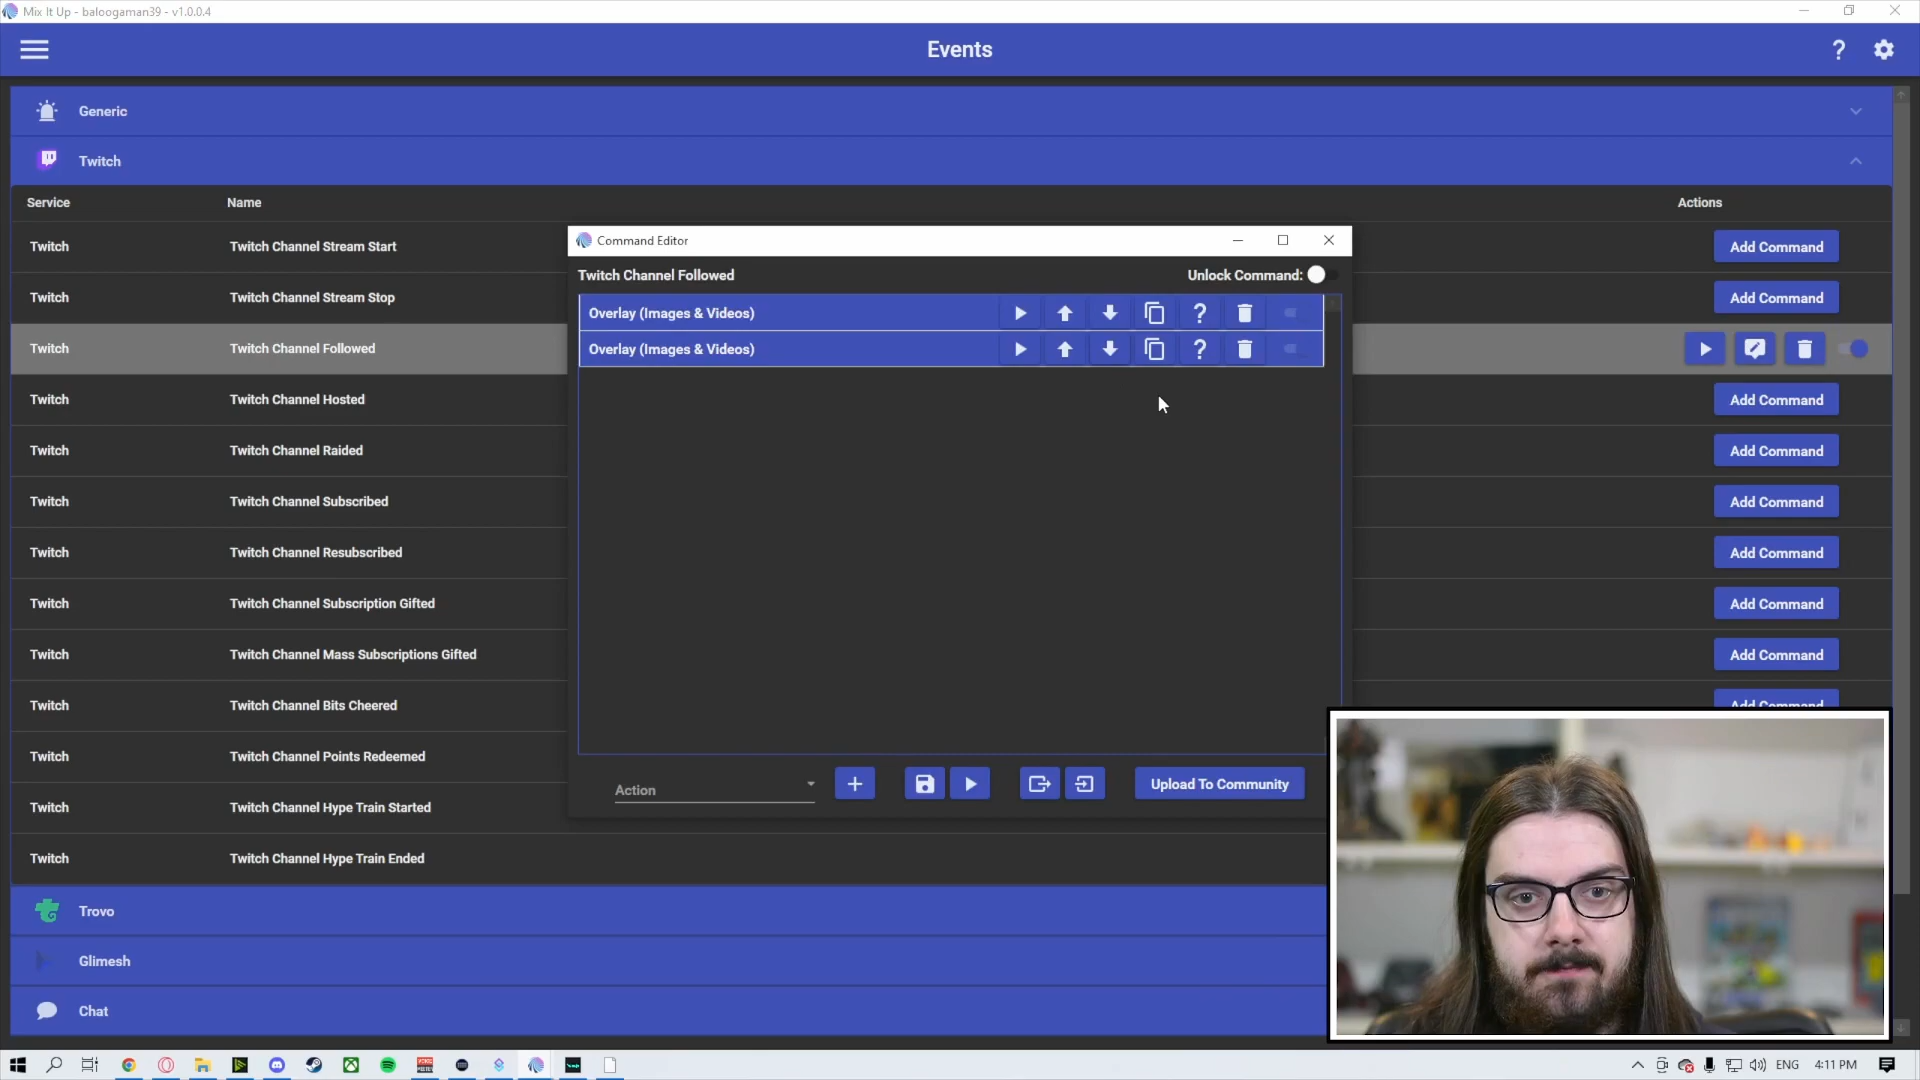 Mix It Up - baloogaman39 - v1.0.0.4
Events
Generic
Twitch
Service Name Actions
Twitch Twitch Channel Stream Start Add Command
Twitch Twitch Channel Stream Stop Add Command
Twitch Twitch Channel Followed
Twitch Twitch Channel Hosted Add Command
Twitch Twitch Channel Raided Add Command
Twitch Twitch Channel Subscribed Add Command
Twitch Twitch Channel Resubscribed Add Command
Twitch Twitch Channel Subscription Gifted Add Command
Twitch Twitch Channel Mass Subscriptions Gifted Add Command
Twitch Twitch Channel Bits Cheered Add Command
Twitch Twitch Channel Points Redeemed
Twitch Twitch Channel Hype Train Started
Twitch Twitch Channel Hype Train Ended
Trovo
Glimesh
Chat
Command Editor
Twitch Channel Followed Unlock Command:
Overlay (Images & Videos)
Overlay (Images & Videos)
Action Upload To Community
ENG 4:11 PM